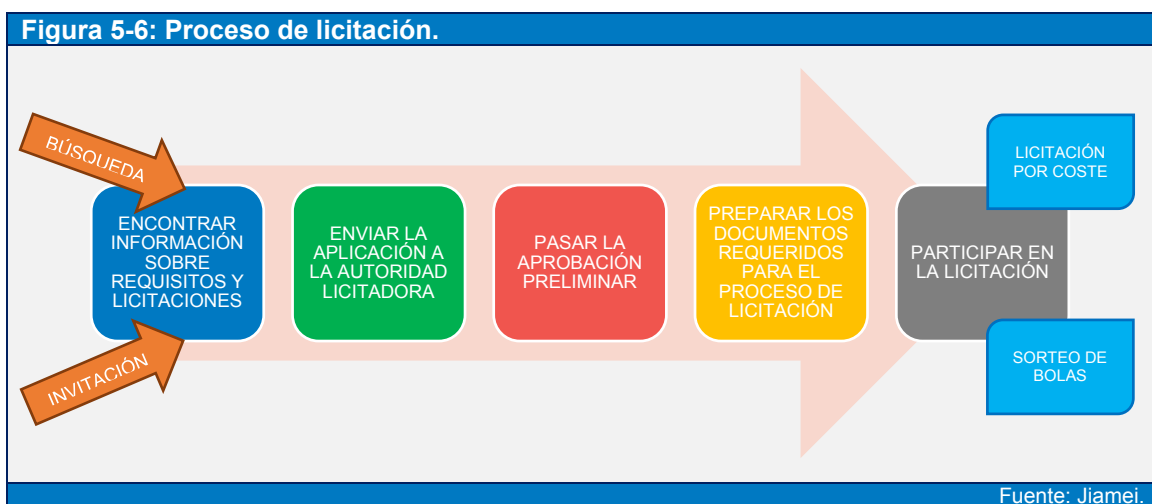 Figura 5-6: Proceso de licitación.
BÚSQUEDA
INVITACIÓN
ENCONTRAR
INFORMACIÓN
SOBRE
REQUISITOS Y
LICITACIONES
ENVIAR LA
APLICACIÓN A
LA AUTORIDAD
LICITADORA
PASAR LA
APROBACIÓN
PRELIMINAR
PREPARAR LOS
DOCUMENTOS
REQUERIDOS
PARA EL
PROCESO DE
LICITACIÓN
PARTICIPAR EN
LA LICITACIÓN
LICITACIÓN
POR COSTE
SORTEO DE
BOLAS
Fuente: Jiamei.